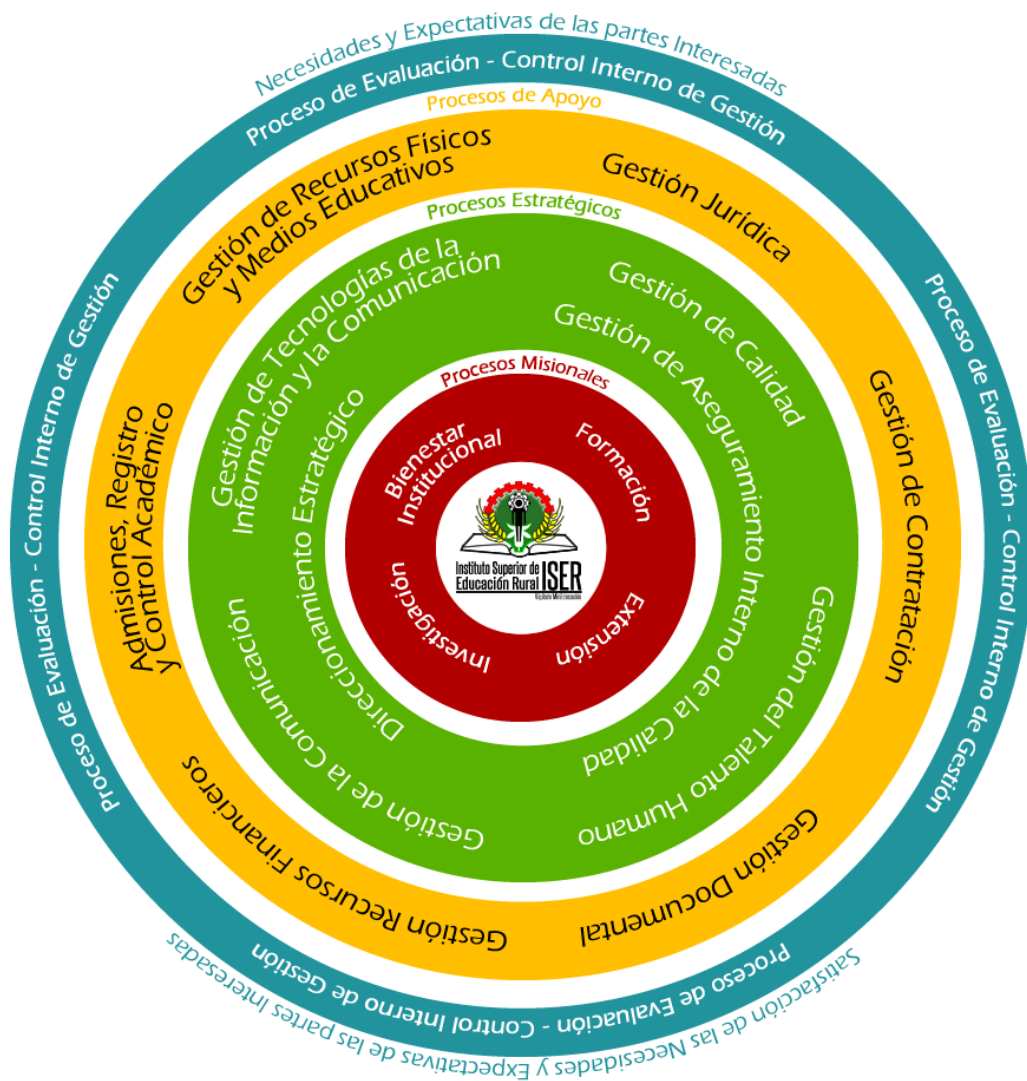 Necesidades y Expectativas de las partes Interesadas
Proceso de Evaluación - Control Interno de Gestión
Proceso de Evaluación - Control Interno de Gestión
Proceso de Evaluación - Control Interno de Gestión
Proceso de Evaluación - Control Interno de Gestión
Procesos de Apoyo
Gestión de Recursos Físicos
y Medios Educativos
Gestión Jurídica
Gestión de Contratación
Gestión Documental
Gestión Recursos Financieros
Admisiones, Registro
y Control Académico
Procesos Estratégicos
Gestión de Tecnologías de la
Información y la Comunicación
Gestión de Calidad
Gestión de Aseguramiento Interno de la Calidad
Gestión del Talento Humano
Gestión de la Comunicación
Direccionamiento Estratégico
Procesos Misionales
Bienestar
Institucional
Formación
Extensión
Investigación
Instituto Superior de
Educación Rural ISER
Satisfacción de las Necesidades y Expectativas de las partes Interesadas